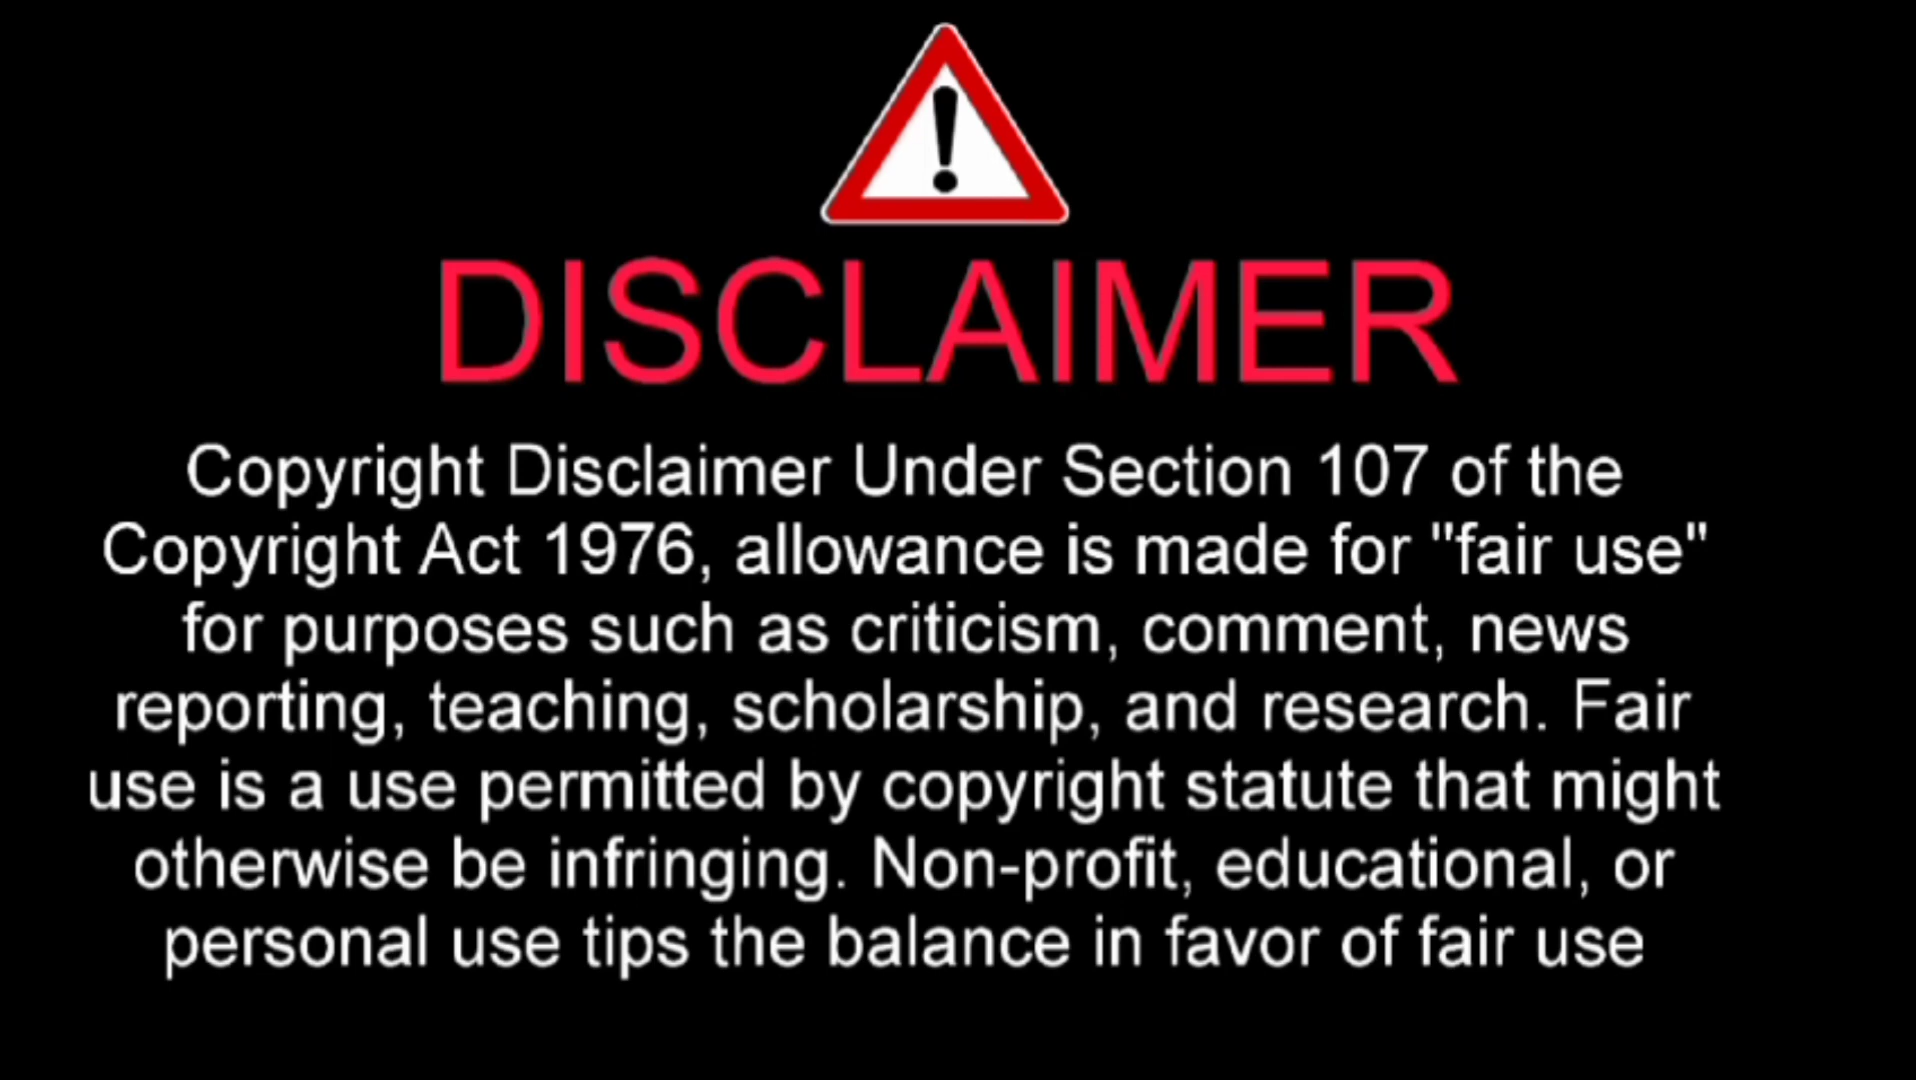 DISCLAIMER
Copyright Disclaimer Under Section 107 of the
Copyright Act 1976, allowance is made for "fair use"
for purposes such as criticism, comment, news
reporting, teaching, scholarship, and research. Fair
use is a use permitted by copyright statute that might
otherwise be infringing. Non-profit, educational, or
personal use tips the balance in favor of fair use